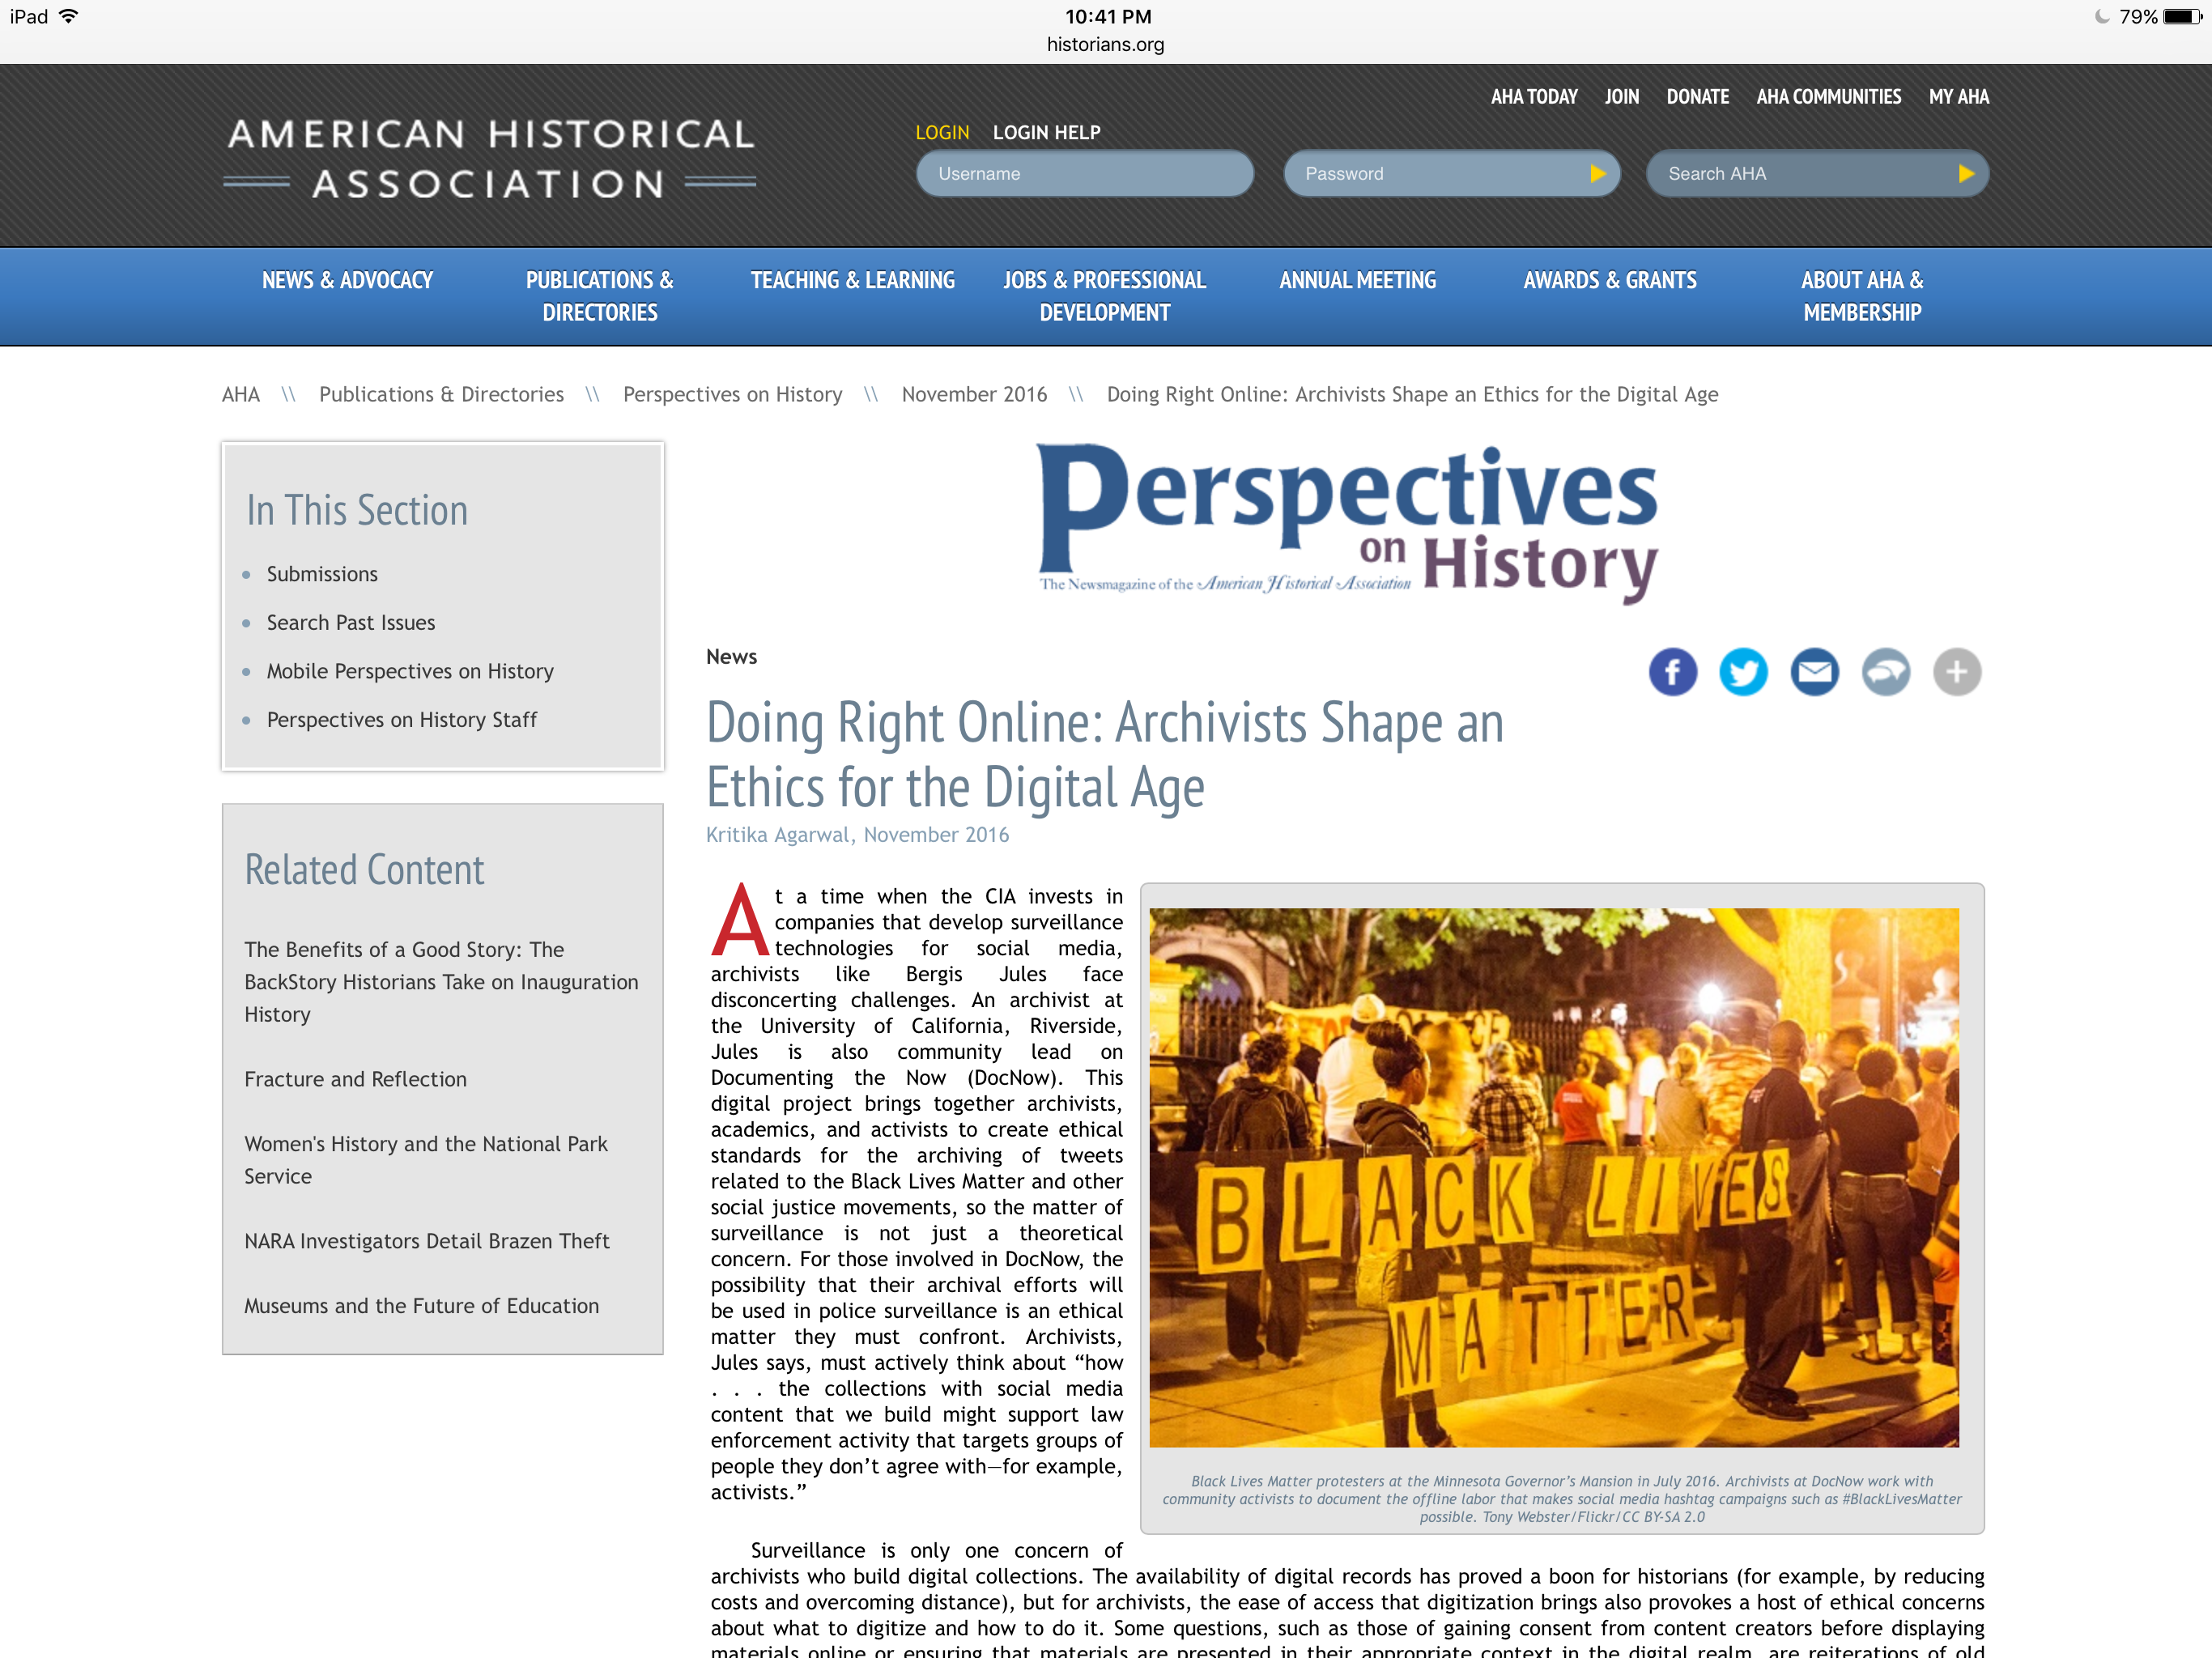 iPad
10:41 PM
79%
historians.org
AHA TODAY JOIN DONATE AHA COMMUNITIES MY AHA
AMERICAN HISTORICAL
ASSOCIATION
LOGIN LOGIN HELP
Username Password Search AHA
NEWS & ADVOCACY
PUBLICATIONS &
DIRECTORIES
TEACHING & LEARNING
JOBS & PROFESSIONAL
DEVELOPMENT
ANNUAL MEETING
AWARDS & GRANTS
ABOUT AHA &
MEMBERSHIP
AHA \\ Publications & Directories \\ Perspectives on History \\ November 2016 \\ Doing Right Online: Archivists Shape an Ethics for the Digital Age
In This Section
Submissions
Search Past Issues
Mobile Perspectives on History
Perspectives on History Staff
Related Content
The Benefits of a Good Story: The
BackStory Historians Take on Inauguration
History
Fracture and Reflection
Women's History and the National Park
Service
NARA Investigators Detail Brazen Theft
Museums and the Future of Education
Perspectives
on History
The Newsmagazine of the American Historical Association
News
Doing Right Online: Archivists Shape an
Ethics for the Digital Age
Kritika Agarwal, November 2016
At a time when the CIA invests in
companies that develop surveillance
technologies for social media,
archivists like Bergis Jules face
disconcerting challenges. An archivist at
the University of California, Riverside,
Jules is also community lead on
Documenting the Now (DocNow). This
digital project brings together archivists,
academics, and activists to create ethical
standards for the archiving of tweets
related to the Black Lives Matter and other
social justice movements, so the matter of
surveillance is not just a theoretical
concern. For those involved in DocNow, the
possibility that their archival efforts will
be used in police surveillance is an ethical
matter they must confront. Archivists,
Jules says, must actively think about “how
. . . the collections with social media
content that we build might support law
enforcement activity that targets groups of
people they don’t agree with—for example,
activists.”
BLACK LIVES
MATTER
Black Lives Matter protesters at the Minnesota Governor’s Mansion in July 2016. Archivists at DocNow work with
community activists to document the offline labor that makes social media hashtag campaigns such as #BlackLivesMatter
possible. Tony Webster/Flickr/CC BY-SA 2.0
Surveillance is only one concern of
archivists who build digital collections. The availability of digital records has proved a boon for historians (for example, by reducing
costs and overcoming distance), but for archivists, the ease of access that digitization brings also provokes a host of ethical concerns
about what to digitize and how to do it. Some questions, such as those of gaining consent from content creators before displaying
materials online or ensuring that materials are presented in their appropriate context in the digital realm, are reiterations of old